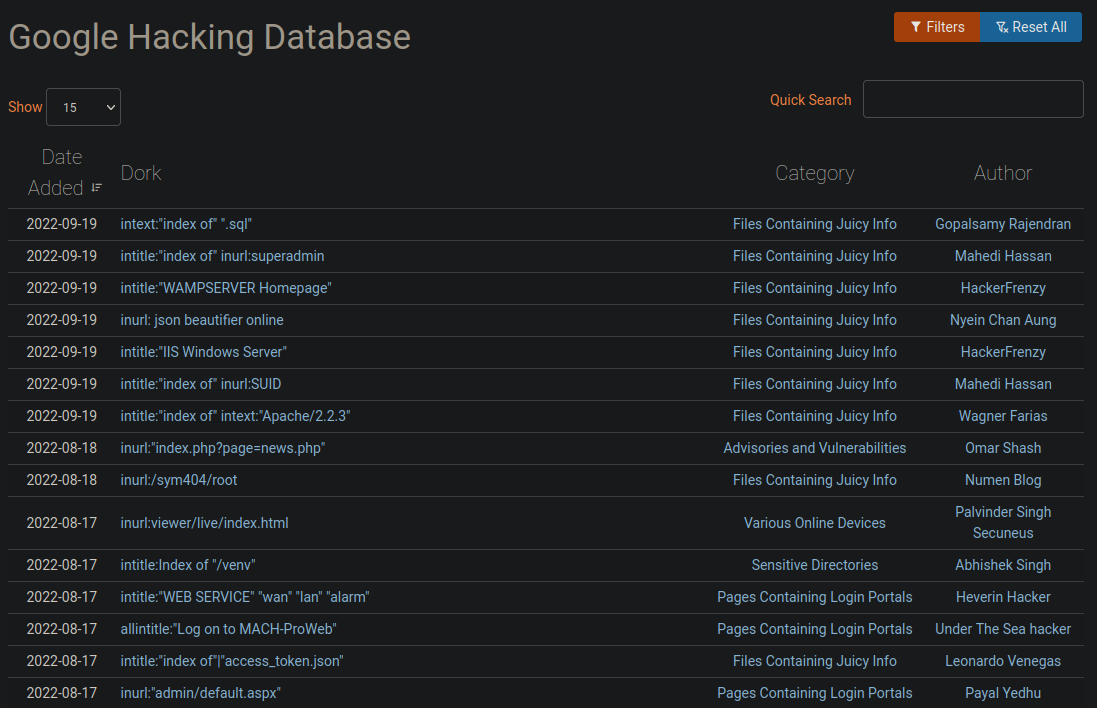 Google Hacking Database
Filters
Reset All
Show 15
Quick Search
Date Added Dork Category Author
2022-09-19 intext:"index of" ".sql" Files Containing Juicy Info Gopalsamy Rajendran
2022-09-19 intitle:"index of" inurl:superadmin Files Containing Juicy Info Mahedi Hassan
2022-09-19 intitle:"WAMPSERVER Homepage" Files Containing Juicy Info HackerFrenzy
2022-09-19 inurl: json beautifier online Files Containing Juicy Info Nyein Chan Aung
2022-09-19 intitle:"IIS Windows Server" Files Containing Juicy Info HackerFrenzy
2022-09-19 intitle:"index of" inurl:SUID Files Containing Juicy Info Mahedi Hassan
2022-09-19 intitle:"index of" intext:"Apache/2.2.3" Files Containing Juicy Info Wagner Farias
2022-08-18 inurl:"index.php?page=news.php" Advisories and Vulnerabilities Omar Shash
2022-08-18 inurl:/sym404/root Files Containing Juicy Info Numen Blog
2022-08-17 inurl:viewer/live/index.html Various Online Devices Palvinder Singh Secuneus
2022-08-17 intitle:Index of "/venv" Sensitive Directories Abhishek Singh
2022-08-17 intitle:"WEB SERVICE" "wan" "lan" "alarm" Pages Containing Login Portals Heverin Hacker
2022-08-17 allintitle:"Log on to MACH-ProWeb" Pages Containing Login Portals Under The Sea hacker
2022-08-17 intitle:"index of"|"access_token.json" Files Containing Juicy Info Leonardo Venegas
2022-08-17 inurl:"admin/default.aspx" Pages Containing Login Portals Payal Yedhu